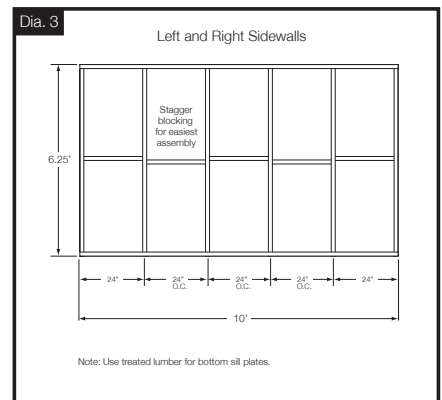 Dia. 3
Left and Right Sidewalls
Stagger
blocking
for easiest
assembly
6.25'
24" 24" 24" 24" 24"
O.C. O.C. O.C.
10'
Note: Use treated lumber for bottom sill plates.